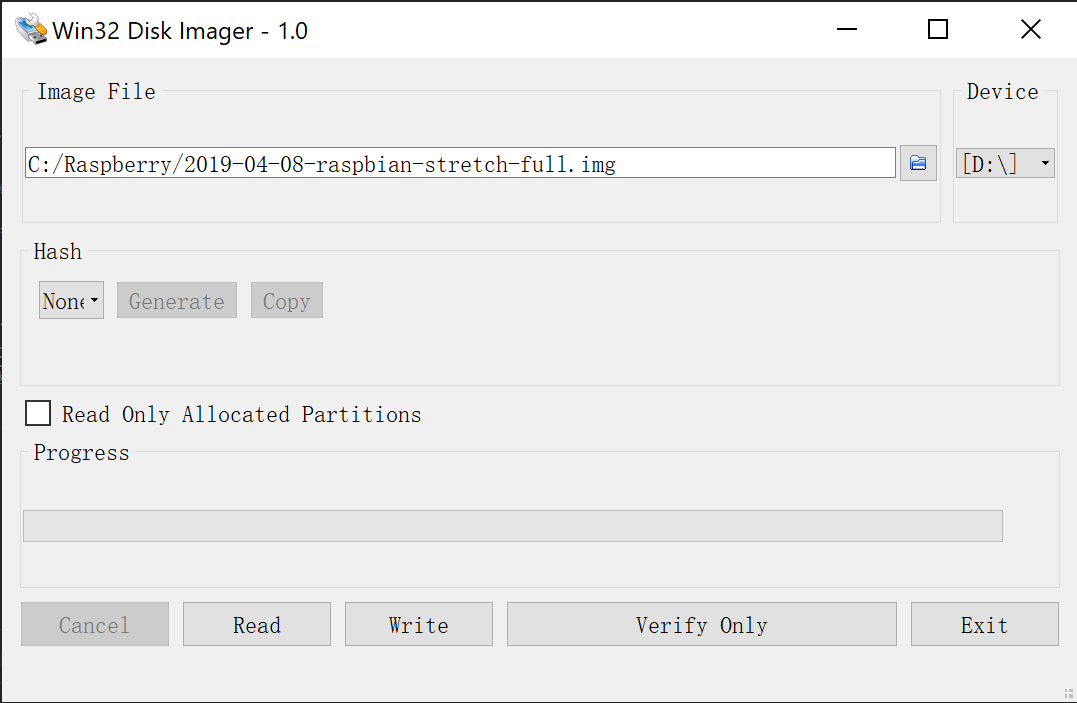 Win32 Disk Imager - 1.0
Image File
Device
C:/Raspberry/2019-04-08-raspbian-stretch-full.img
[D:\]
Hash
None
Generate
Copy
Read Only Allocated Partitions
Progress
Cancel
Read
Write
Verify Only
Exit